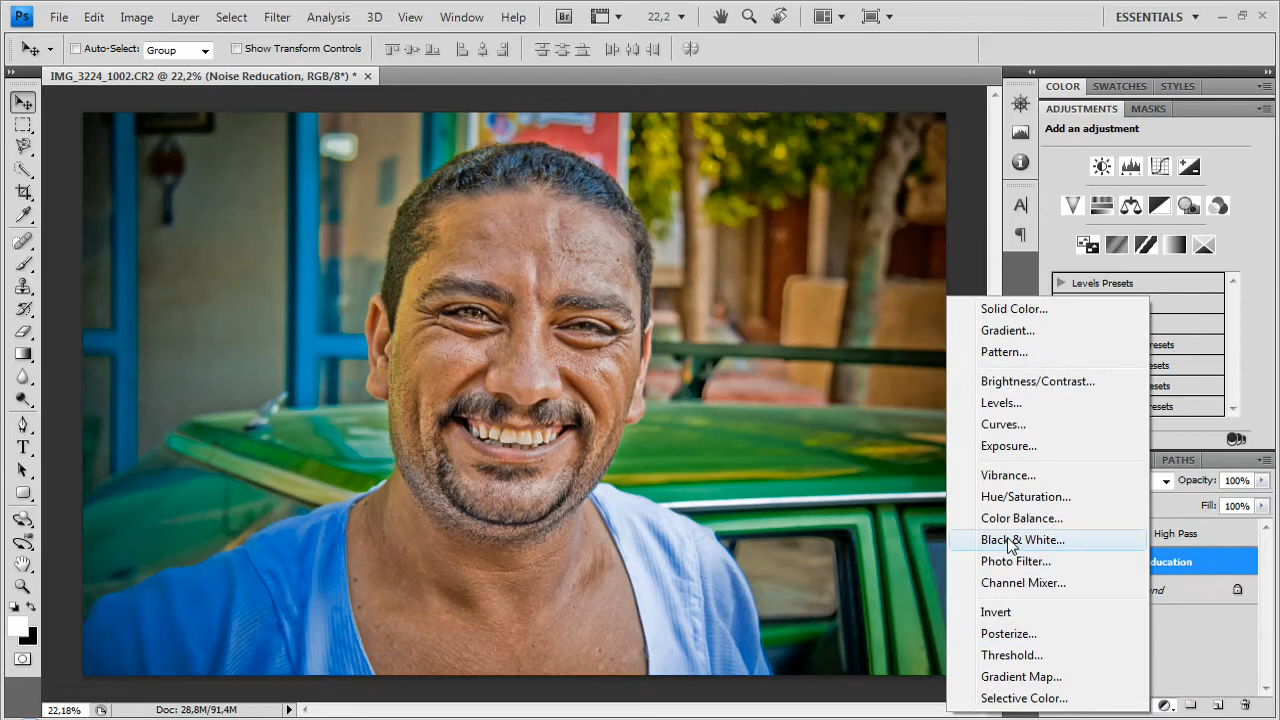 Ps File Edit Image Layer Select Filter Analysis 3D View Window Help Br 22,2 ESSENTIALS
Auto-Select: Group Show Transform Controls
IMG_3224_1002.CR2 @ 22,2% (Noise Reducation, RGB/8*) *
COLOR SWATCHES STYLES
ADJUSTMENTS MASKS
Add an adjustment
Levels Presets
Solid Color...
Gradient...
Pattern...
Brightness/Contrast...
Levels...
Curves...
Exposure...
Vibrance...
Hue/Saturation...
Color Balance...
Black & White...
Photo Filter...
Channel Mixer...
Invert
Posterize...
Threshold...
Gradient Map...
Selective Color...
resets
esets
resets
esets
PATHS
Opacity: 100%
Fill: 100%
High Pass
ducation
nd
22,18% Doc: 28,8M/91,4M